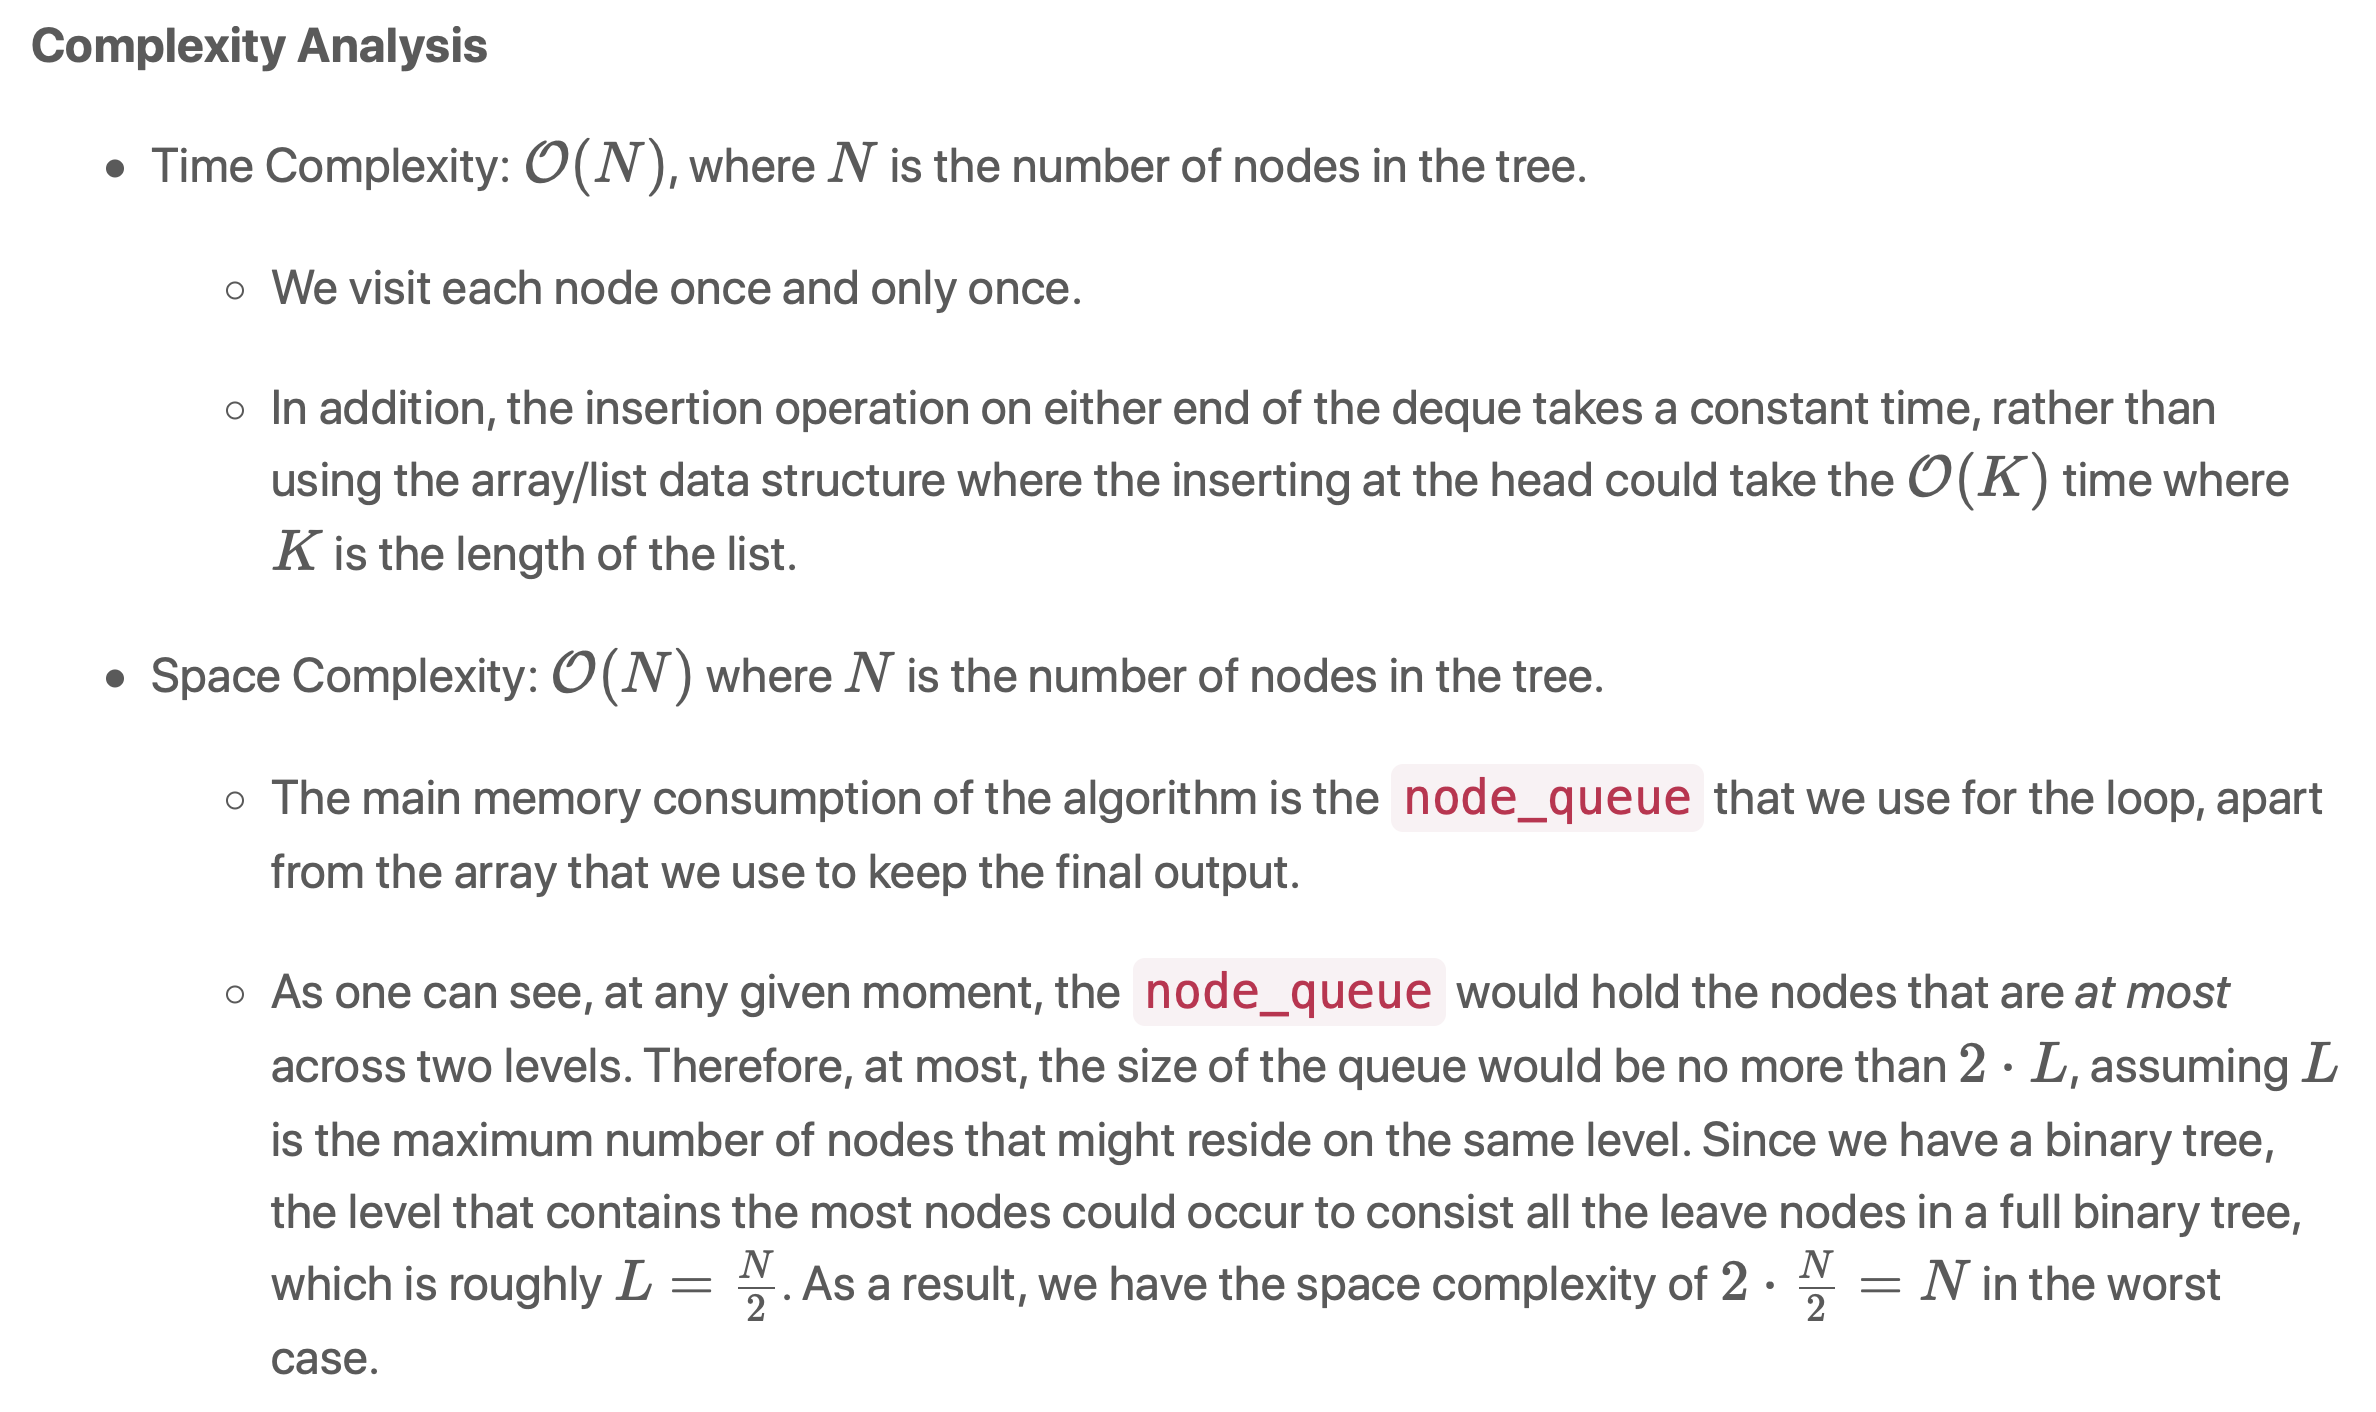 Complexity Analysis
• Time Complexity: O(N), where N is the number of nodes in the tree.
◦ We visit each node once and only once.
◦ In addition, the insertion operation on either end of the deque takes a constant time, rather than
using the array/list data structure where the inserting at the head could take the O(K) time where
K is the length of the list.
• Space Complexity: O(N) where N is the number of nodes in the tree.
◦ The main memory consumption of the algorithm is the node_queue that we use for the loop, apart
from the array that we use to keep the final output.
◦ As one can see, at any given moment, the node_queue would hold the nodes that are at most
across two levels. Therefore, at most, the size of the queue would be no more than 2 · L, assuming L
is the maximum number of nodes that might reside on the same level. Since we have a binary tree,
the level that contains the most nodes could occur to consist all the leave nodes in a full binary tree,
which is roughly L = N/2. As a result, we have the space complexity of 2 · N/2 = N in the worst
case.